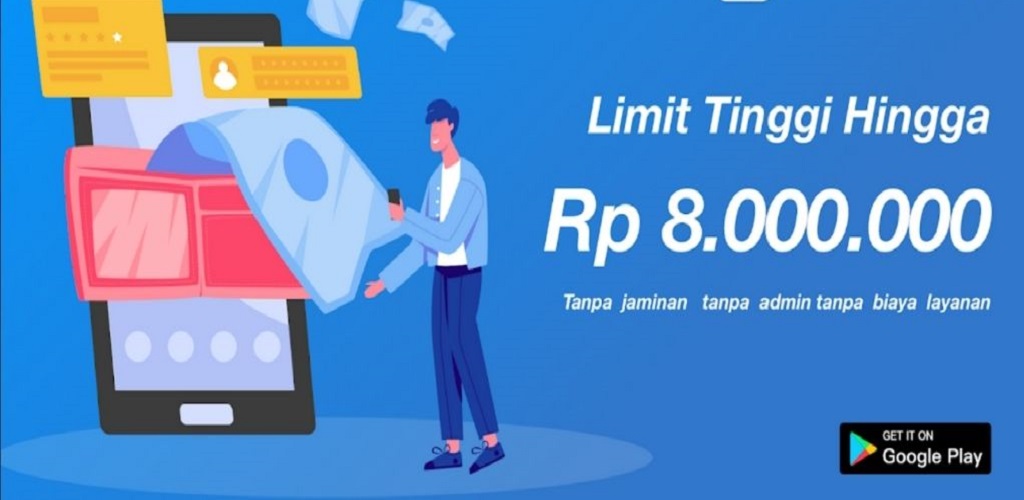 Limit Tinggi Hingga
Rp 8.000.000
Tanpa jaminan tanpa admin tanpa biaya layanan
GET IT ON
Google Play